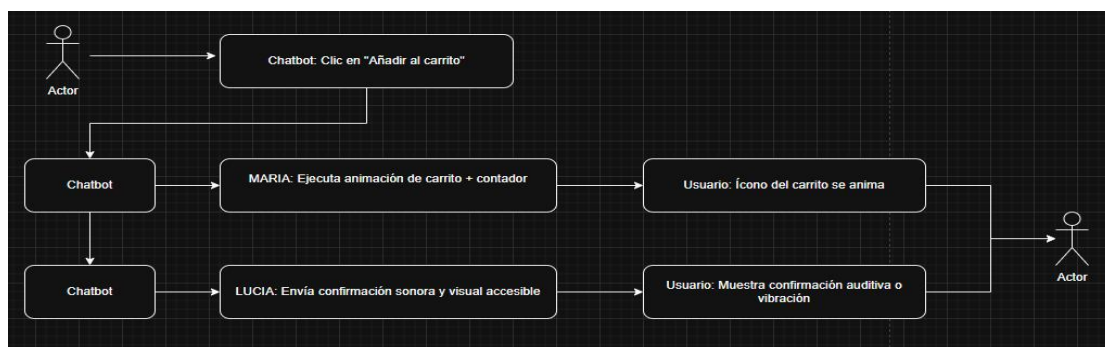 Actor
Chatbot: Clic en "Añadir al carrito"
Chatbot
MARIA: Ejecuta animación de carrito + contador
Usuario: Ícono del carrito se anima
Actor
Chatbot
LUCIA: Envía confirmación sonora y visual accesible
Usuario: Muestra confirmación auditiva o
vibración